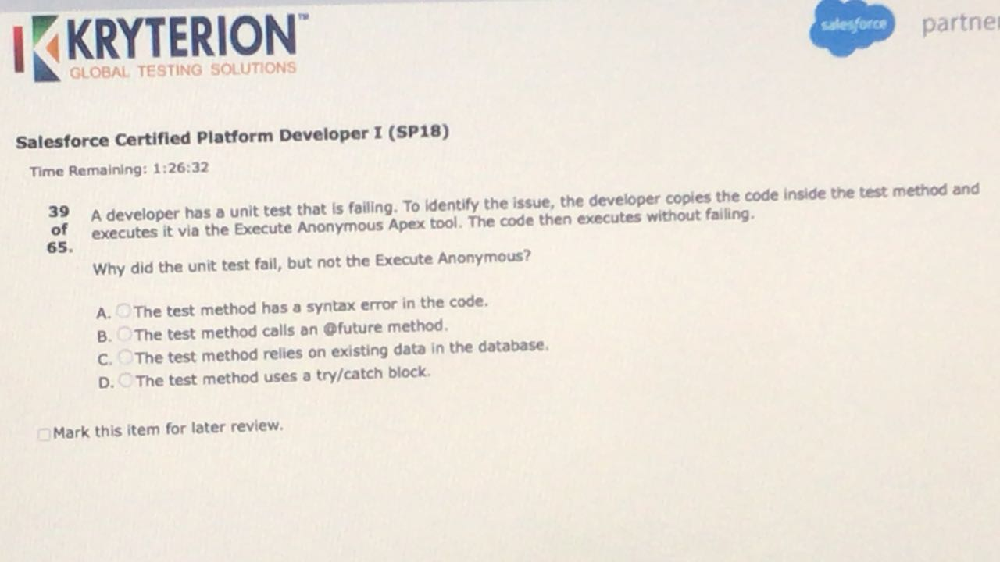 KRYTERION™
GLOBAL TESTING SOLUTIONS
salesforce partner
Salesforce Certified Platform Developer I (SP18)
Time Remaining: 1:26:32
39 of 65.
A developer has a unit test that is failing. To identify the issue, the developer copies the code inside the test method and
executes it via the Execute Anonymous Apex tool. The code then executes without failing.
Why did the unit test fail, but not the Execute Anonymous?
A. The test method has a syntax error in the code.
B. The test method calls an @future method.
C. The test method relies on existing data in the database.
D. The test method uses a try/catch block.
Mark this item for later review.